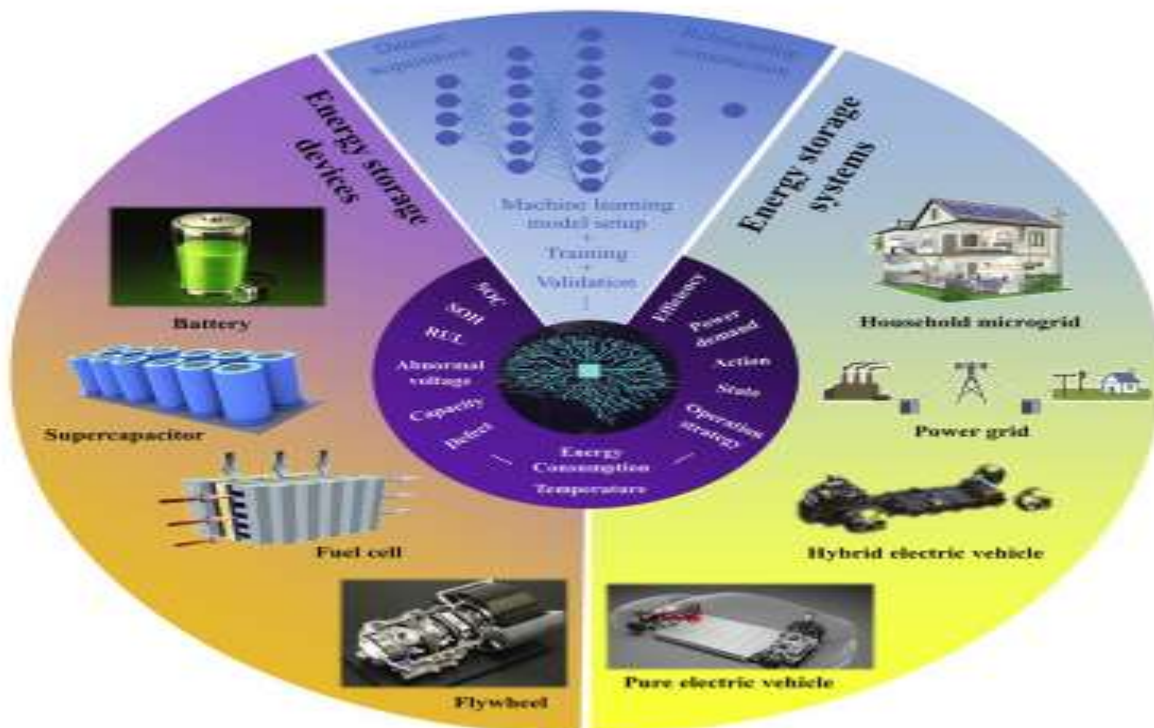 Energy storage
devices
Machine learning
model setup
+
Training
+
Validation
Energy storage
systems
Battery
Supercapacitor
Fuel cell
Flywheel
SOC
SOH
RUL
Abnormal
voltage
Capacity
Defect
Energy
Consumption
Temperature
Efficiency
Power
demand
Action
State
Operation
strategy
Household microgrid
Power grid
Hybrid electric vehicle
Pure electric vehicle